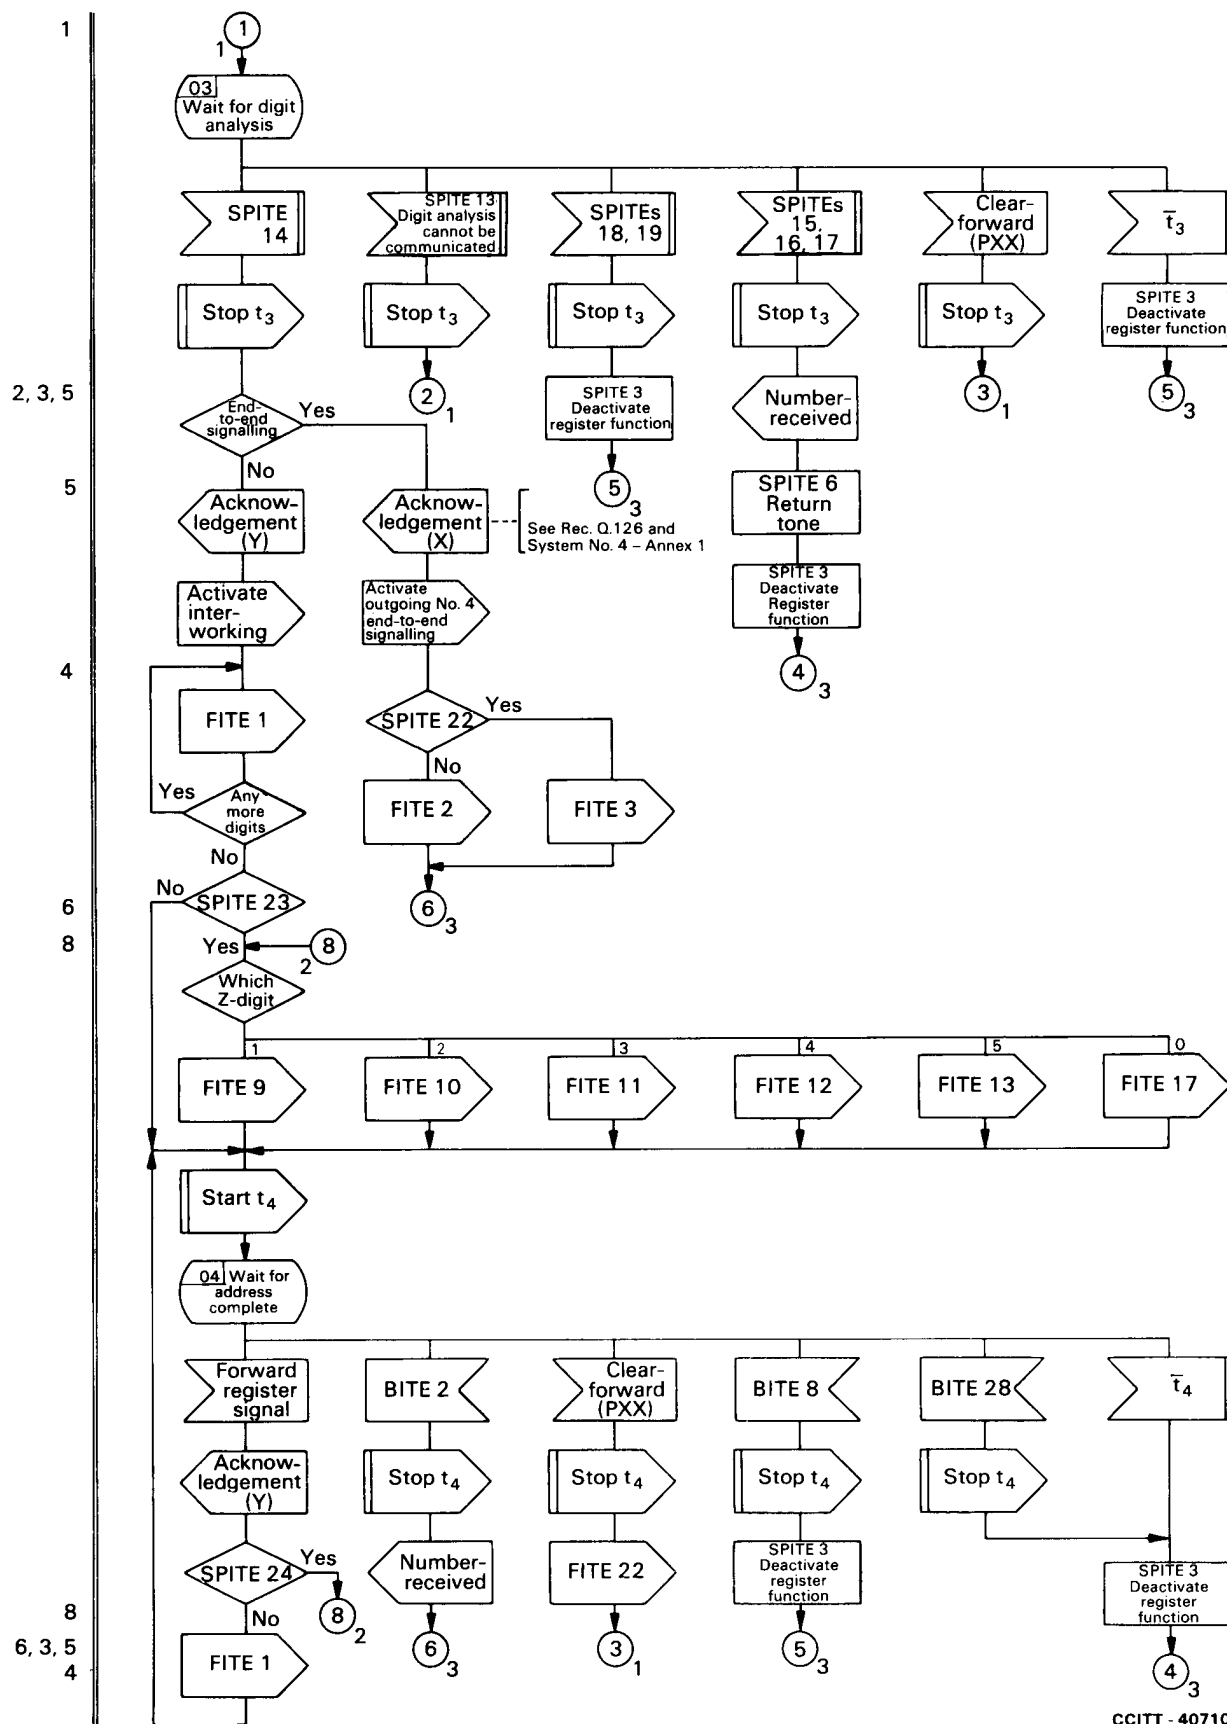 1
1
1
03
Wait for digit
analysis
SPITE
14
SPITE 13
Digit analysis
cannot be
communicated
SPITEs
18, 19
SPITEs
15,
16, 17
Clear-
forward
(PXX)
t̅3
Stop t3
Stop t3
Stop t3
Stop t3
Stop t3
SPITE 3
Deactivate
register function
2, 3, 5
End-
to-end
signalling
Yes
No
2
1
SPITE 3
Deactivate
register function
Number-
received
3
1
5
3
5
Acknow-
ledgement
(Y)
Acknow-
ledgement
(X)
See Rec. Q.126 and
System No. 4 – Annex 1
5
3
SPITE 6
Return
tone
Activate
inter-
working
Activate
outgoing No. 4
end-to-end
signalling
SPITE 3
Deactivate
Register
function
4
4
3
FITE 1
SPITE 22
Yes
No
Yes
Any
more
digits
No
FITE 2
FITE 3
No
SPITE 23
6
6
3
8
Yes
8
2
Which
Z-digit
1
2
3
4
5
0
FITE 9
FITE 10
FITE 11
FITE 12
FITE 13
FITE 17
Start t4
04 Wait for
address
complete
Forward
register
signal
BITE 2
Clear-
forward
(PXX)
BITE 8
BITE 28
t̅4
Acknow-
ledgement
(Y)
Stop t4
Stop t4
Stop t4
Stop t4
SPITE 24
Yes
No
Number-
received
FITE 22
SPITE 3
Deactivate
register
function
SPITE 3
Deactivate
register
function
8
8
2
6, 3, 5
4
FITE 1
6
3
3
1
5
3
4
3
CCITT - 40710